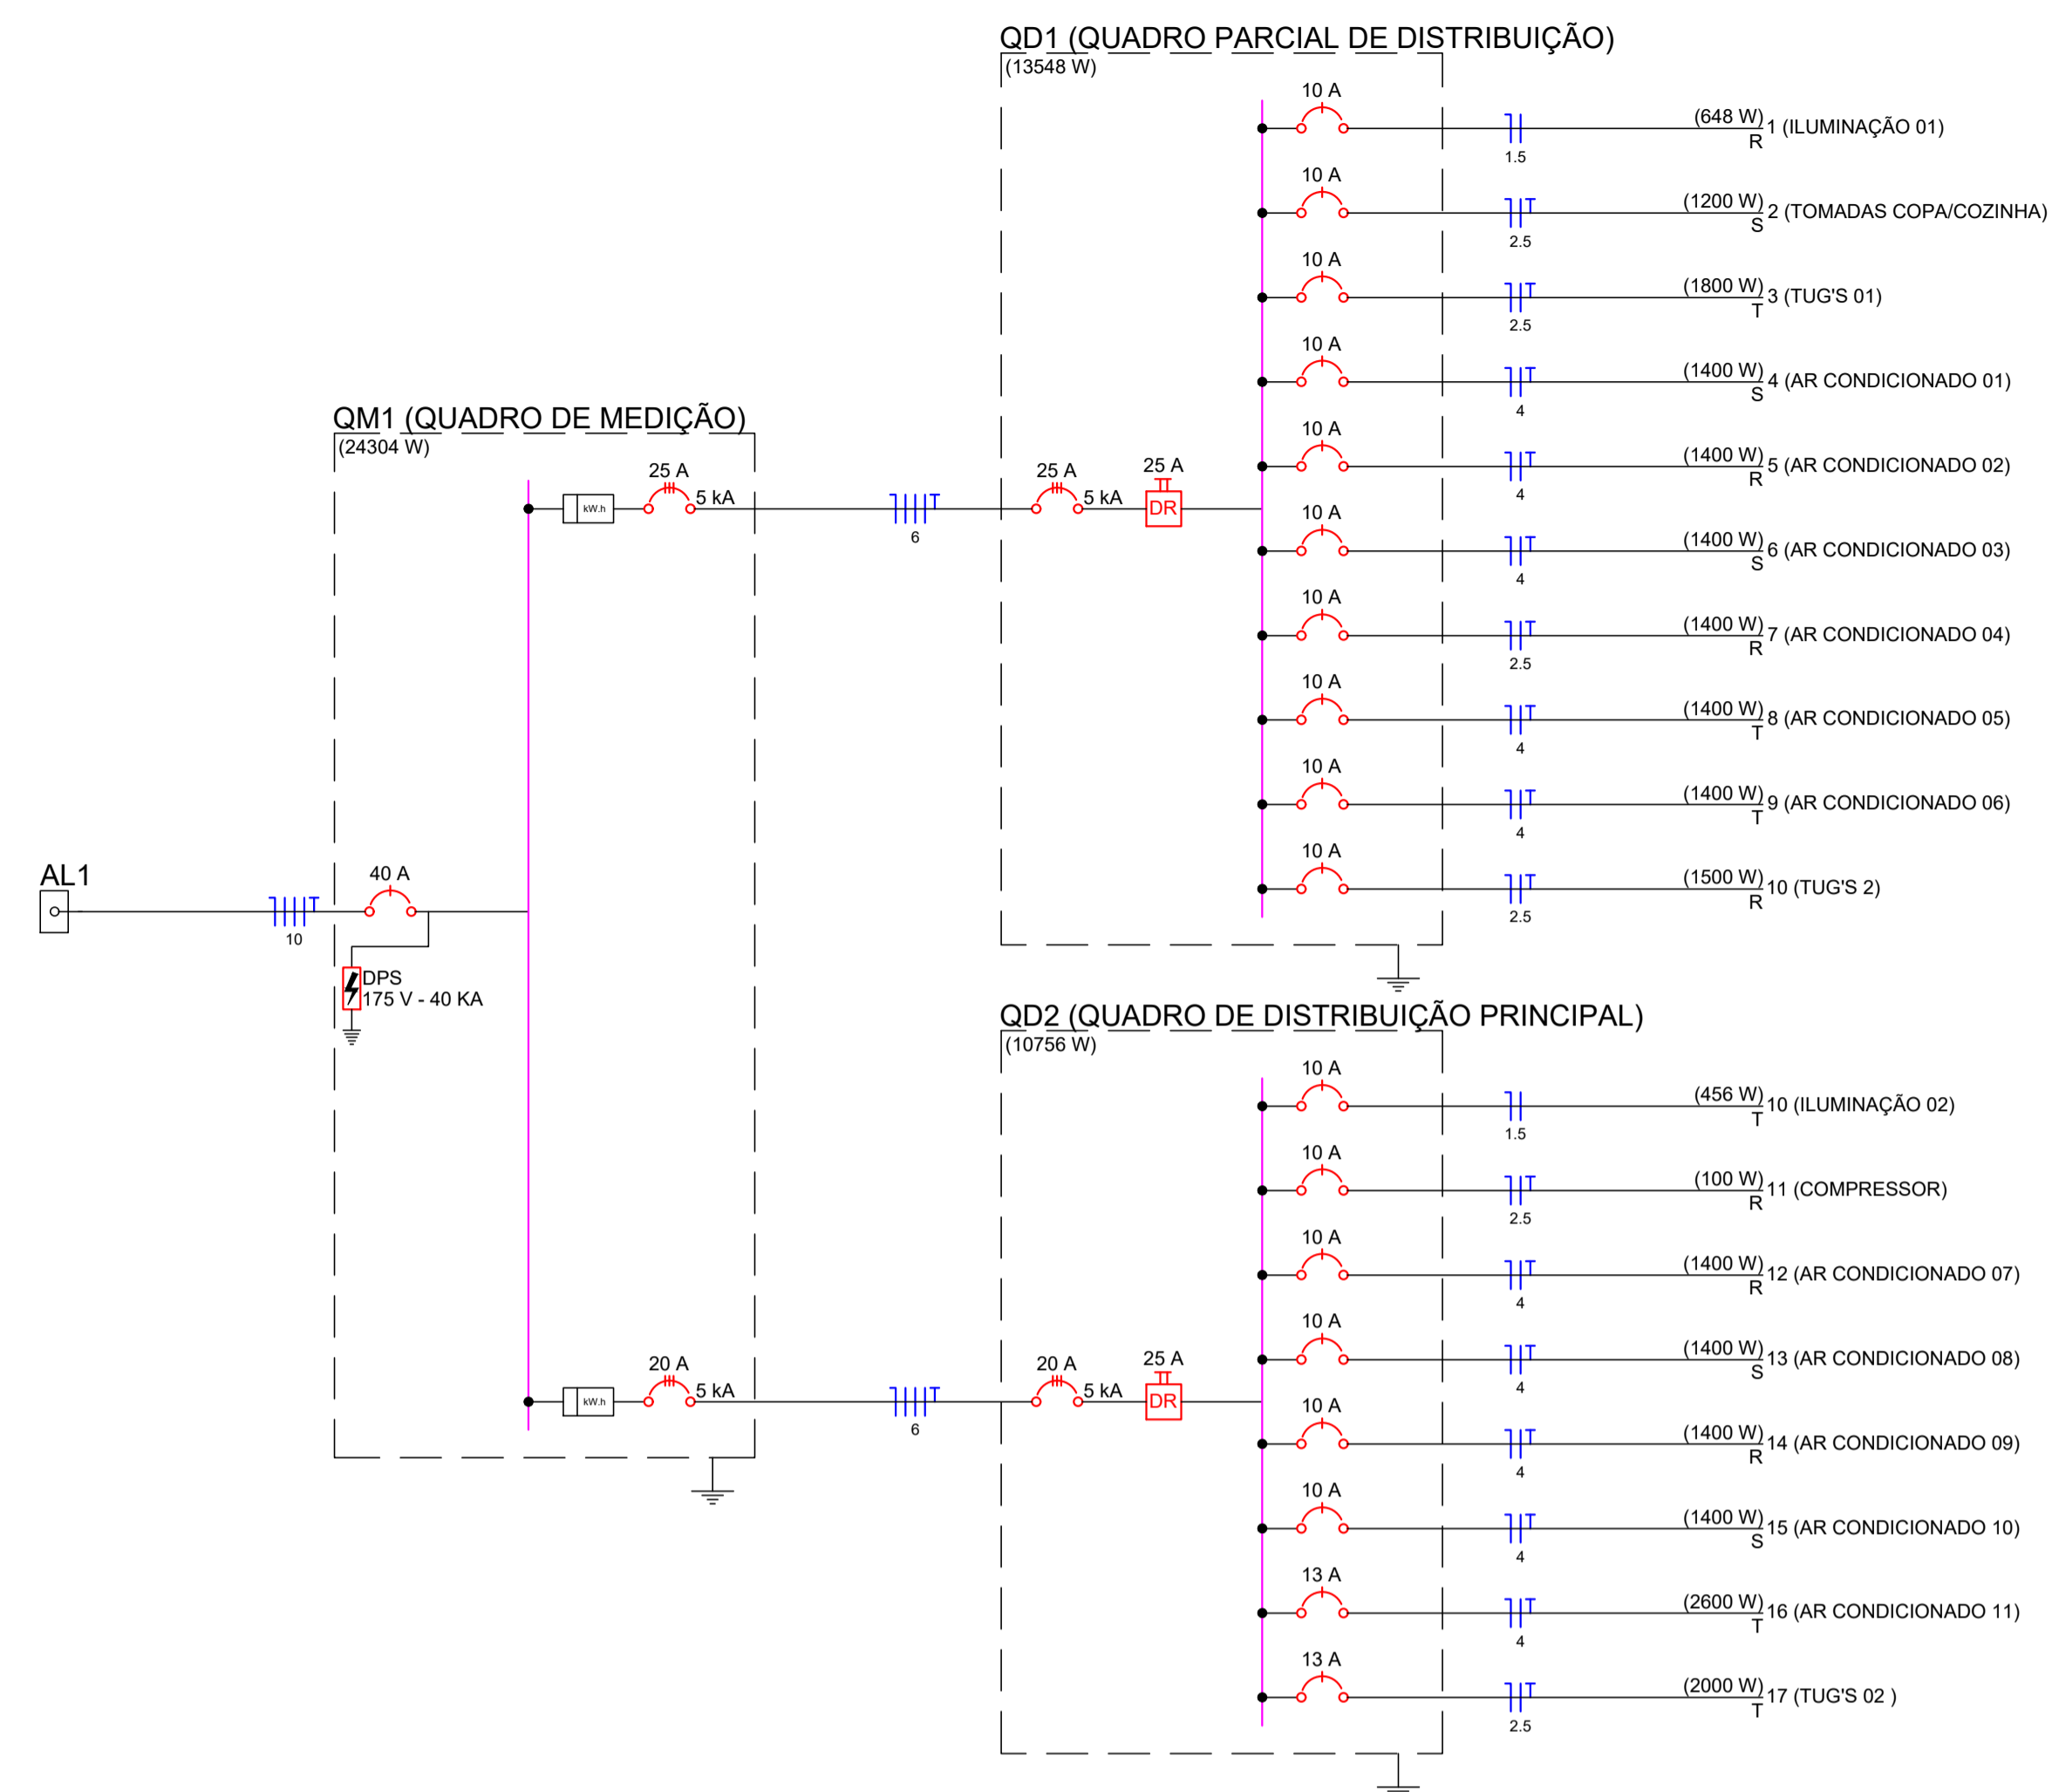 QD1 (QUADRO PARCIAL DE DISTRIBUIÇÃO)
(13548 W)
10 A
(648 W)
1 (ILUMINAÇÃO 01)
R
1.5
10 A
(1200 W)
2 (TOMADAS COPA/COZINHA)
S
2.5
10 A
(1800 W)
3 (TUG'S 01)
T
2.5
10 A
(1400 W)
4 (AR CONDICIONADO 01)
S
4
10 A
(1400 W)
5 (AR CONDICIONADO 02)
R
4
10 A
(1400 W)
6 (AR CONDICIONADO 03)
S
4
10 A
(1400 W)
7 (AR CONDICIONADO 04)
R
2.5
10 A
(1400 W)
8 (AR CONDICIONADO 05)
T
4
10 A
(1400 W)
9 (AR CONDICIONADO 06)
T
4
10 A
(1500 W)
10 (TUG'S 2)
R
2.5
QM1 (QUADRO DE MEDIÇÃO)
(24304 W)
kW.h
25 A
5 kA
6
25 A
5 kA
25 A
DR
AL1
10
40 A
DPS
175 V - 40 KA
kW.h
20 A
5 kA
6
20 A
5 kA
25 A
DR
QD2 (QUADRO DE DISTRIBUIÇÃO PRINCIPAL)
(10756 W)
10 A
(456 W)
10 (ILUMINAÇÃO 02)
T
1.5
10 A
(100 W)
11 (COMPRESSOR)
R
2.5
10 A
(1400 W)
12 (AR CONDICIONADO 07)
R
4
10 A
(1400 W)
13 (AR CONDICIONADO 08)
S
4
10 A
(1400 W)
14 (AR CONDICIONADO 09)
R
4
10 A
(1400 W)
15 (AR CONDICIONADO 10)
S
4
13 A
(2600 W)
16 (AR CONDICIONADO 11)
T
4
13 A
(2000 W)
17 (TUG'S 02 )
T
2.5